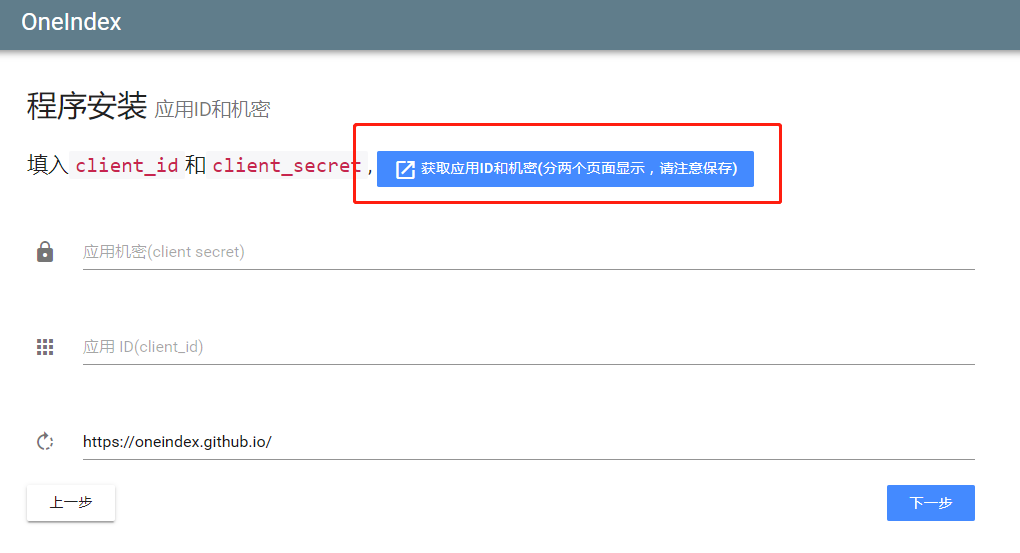 OneIndex
程序安装 应用ID和机密
填入 client_id 和 client_secret , 获取应用ID和机密(分两个页面显示，请注意保存)
应用机密(client secret)
应用 ID(client_id)
https://oneindex.github.io/
上一步 下一步